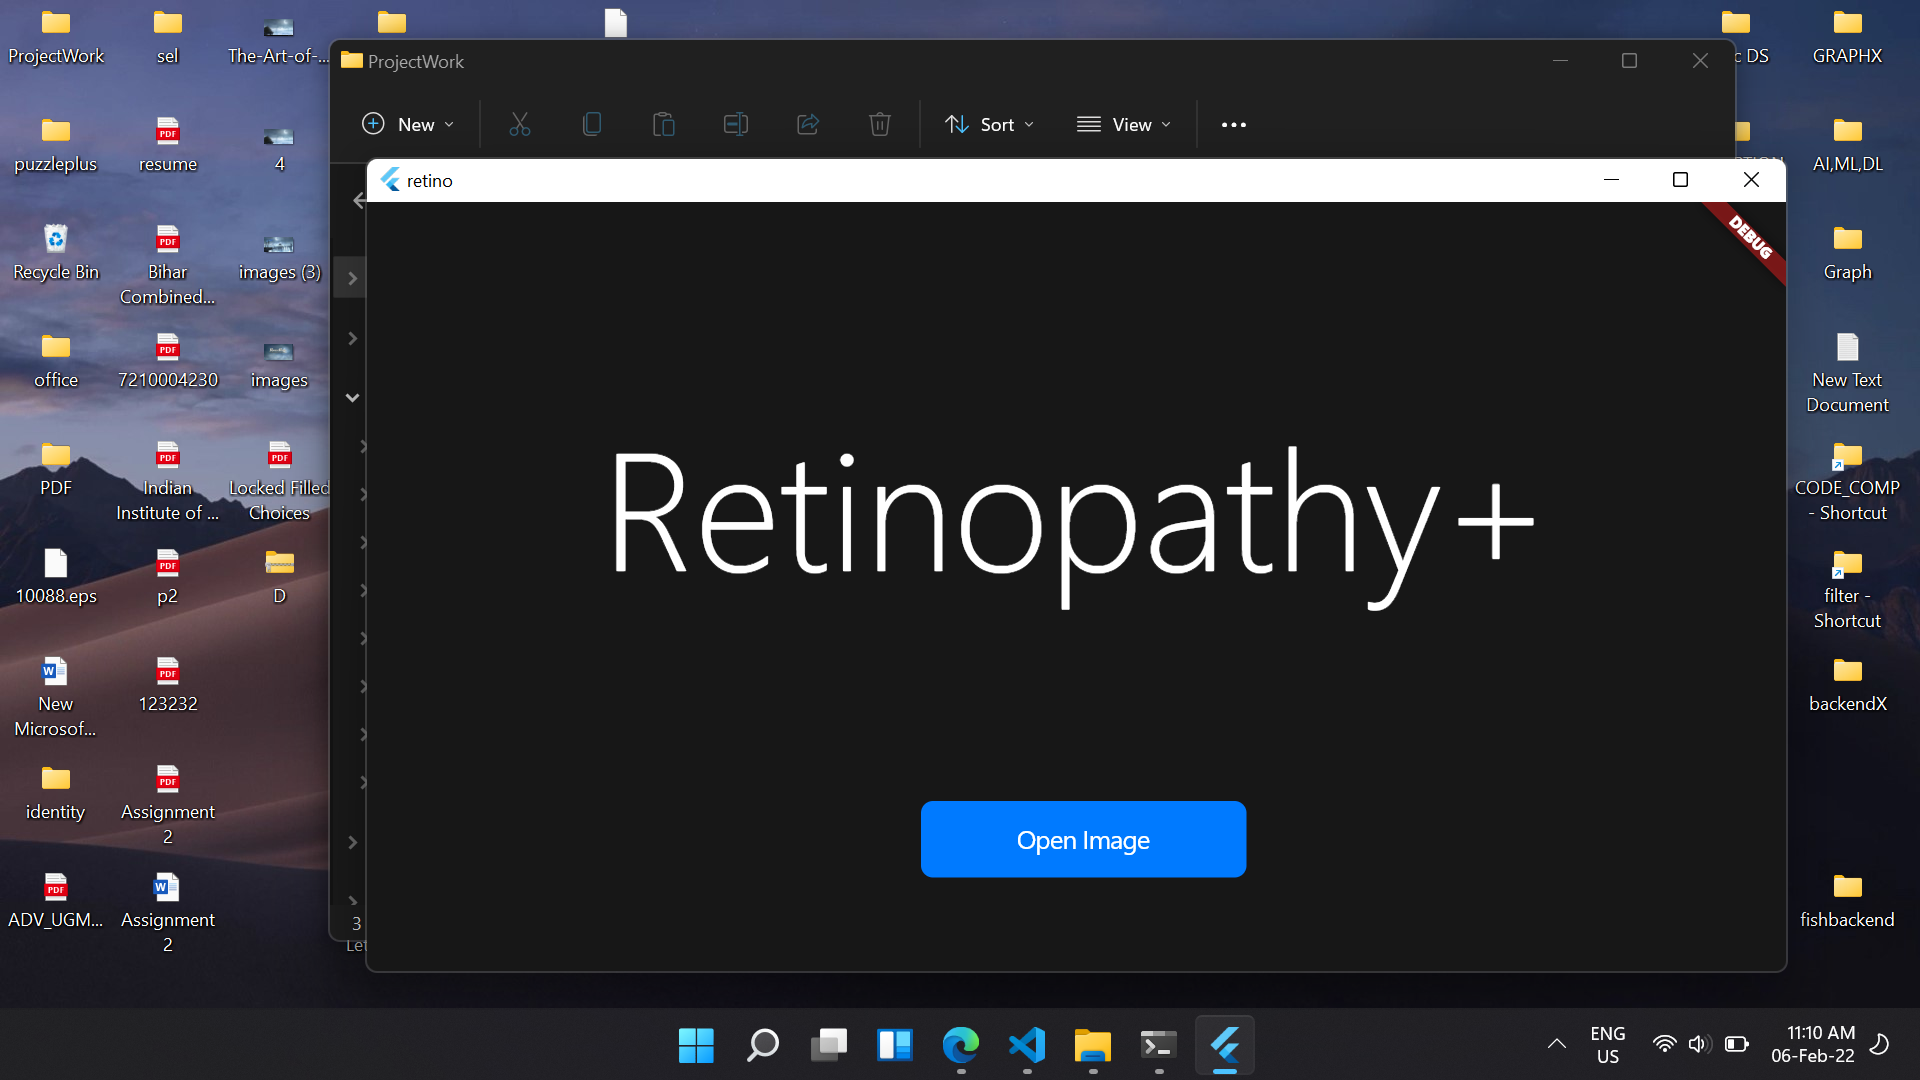 ProjectWork
sel
The-Art-of-...
puzzleplus
resume
4
Recycle Bin
Bihar
Combined...
images (3)
office
7210004230
images
PDF
Indian
Institute of ...
Locked Filled
Choices
10088.eps
p2
D
New
Microsof...
123232
identity
Assignment
2
ADV_UGM...
Assignment
2
ProjectWork
New
Sort
View
retino
DEBUG
Retinopathy+
Open Image
3
Let
c DS
GRAPHX
AI,ML,DL
Graph
New Text
Document
CODE_COMP
- Shortcut
filter -
Shortcut
backendX
fishbackend
ENG
US
11:10 AM
06-Feb-22